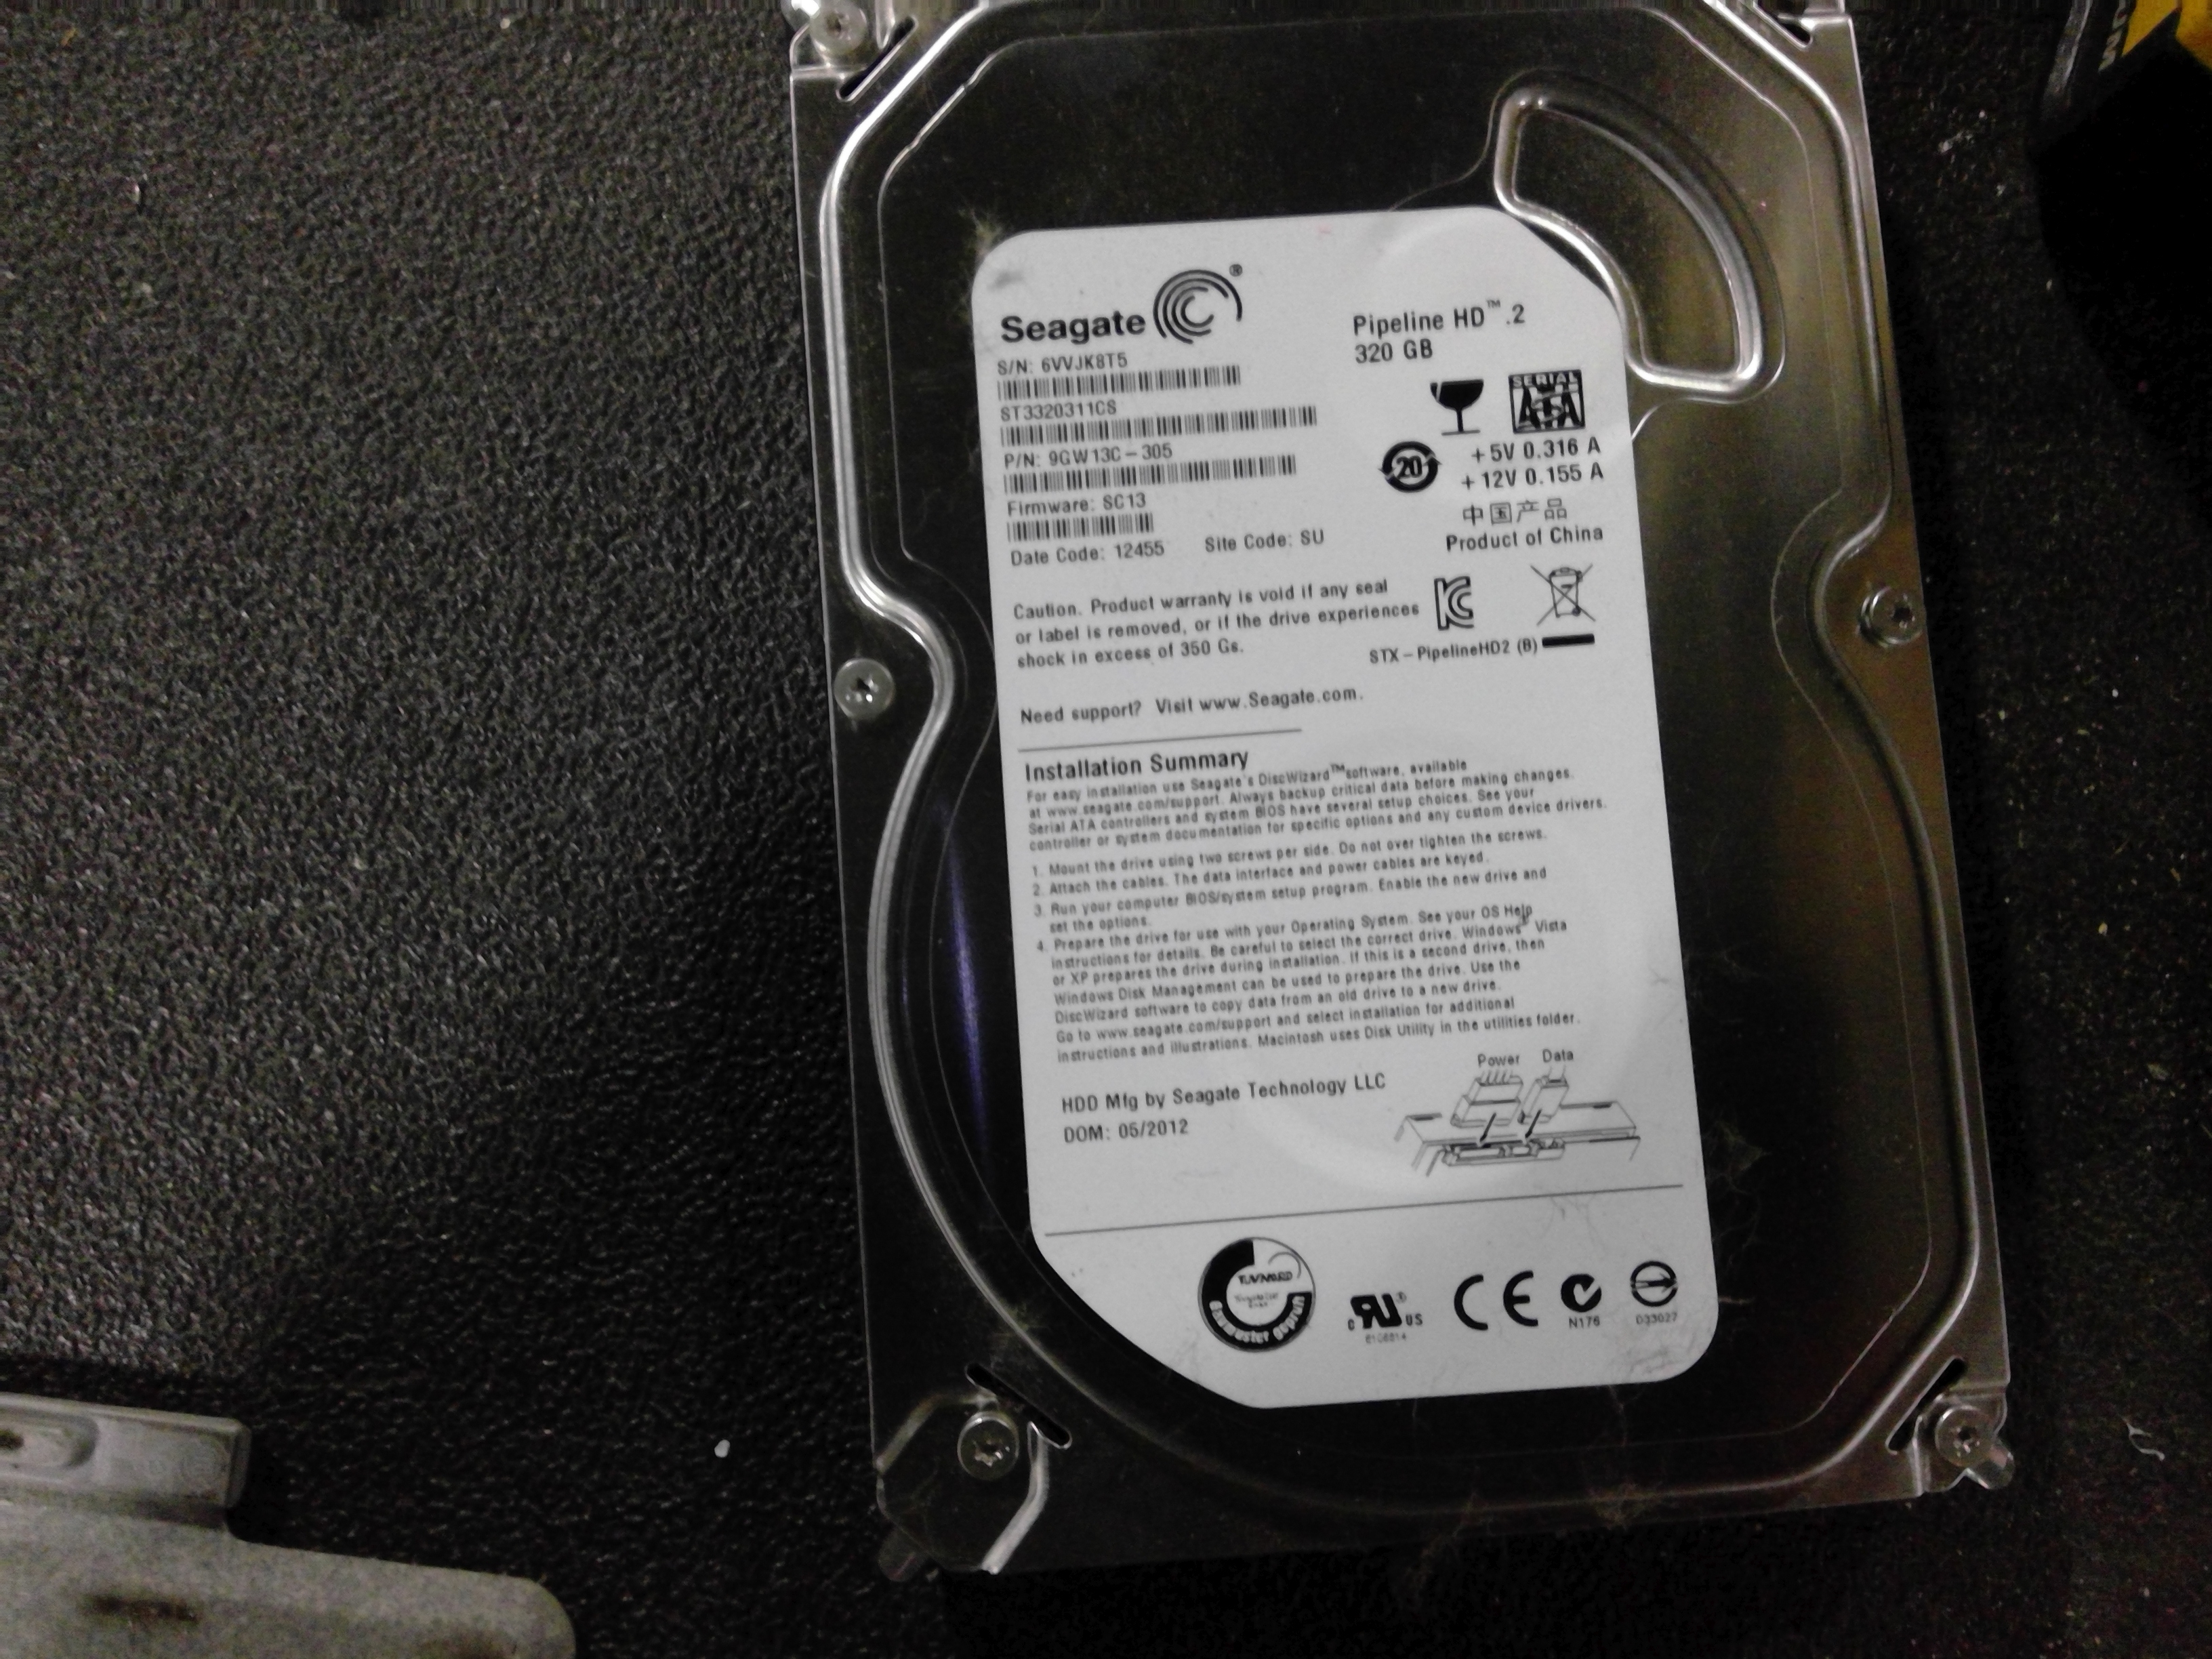 Seagate®
Pipeline HD™ .2
320 GB
S/N: 6VVJK8T5
ST3320311CS
P/N: 9GW13C-305
Firmware: SC13
Date Code: 12455 Site Code: SU
SERIAL
ATA
20
+5V 0.316 A
+12V 0.155 A
中国产品
Product of China
Caution. Product warranty is void if any seal
or label is removed, or if the drive experiences
shock in excess of 350 Gs.
STX-PipelineHD2 (B)
Need support? Visit www.Seagate.com.
Installation Summary
For easy installation use Seagate's DiscWizard™ software, available
at www.seagate.com/support. Always backup critical data before making changes.
Serial ATA controllers and system BIOS have several setup choices. See your
controller or system documentation for specific options and any custom device drivers.
1. Mount the drive using two screws per side. Do not over tighten the screws.
2. Attach the cables. The data interface and power cables are keyed.
3. Run your computer BIOS/system setup program. Enable the new drive and
set the options.
4. Prepare the drive for use with your Operating System. See your OS Help
instructions for details. Be careful to select the correct drive. Windows® Vista
or XP prepares the drive during installation. If this is a second drive, then
Windows Disk Management can be used to prepare the drive. Use the
DiscWizard software to copy data from an old drive to a new drive.
Go to www.seagate.com/support and select installation for additional
instructions and illustrations. Macintosh uses Disk Utility in the utilities folder.
Power Data
HDD Mfg by Seagate Technology LLC
DOM: 05/2012
Baumuster geprüft
c RU® US
CE
N176
D33027